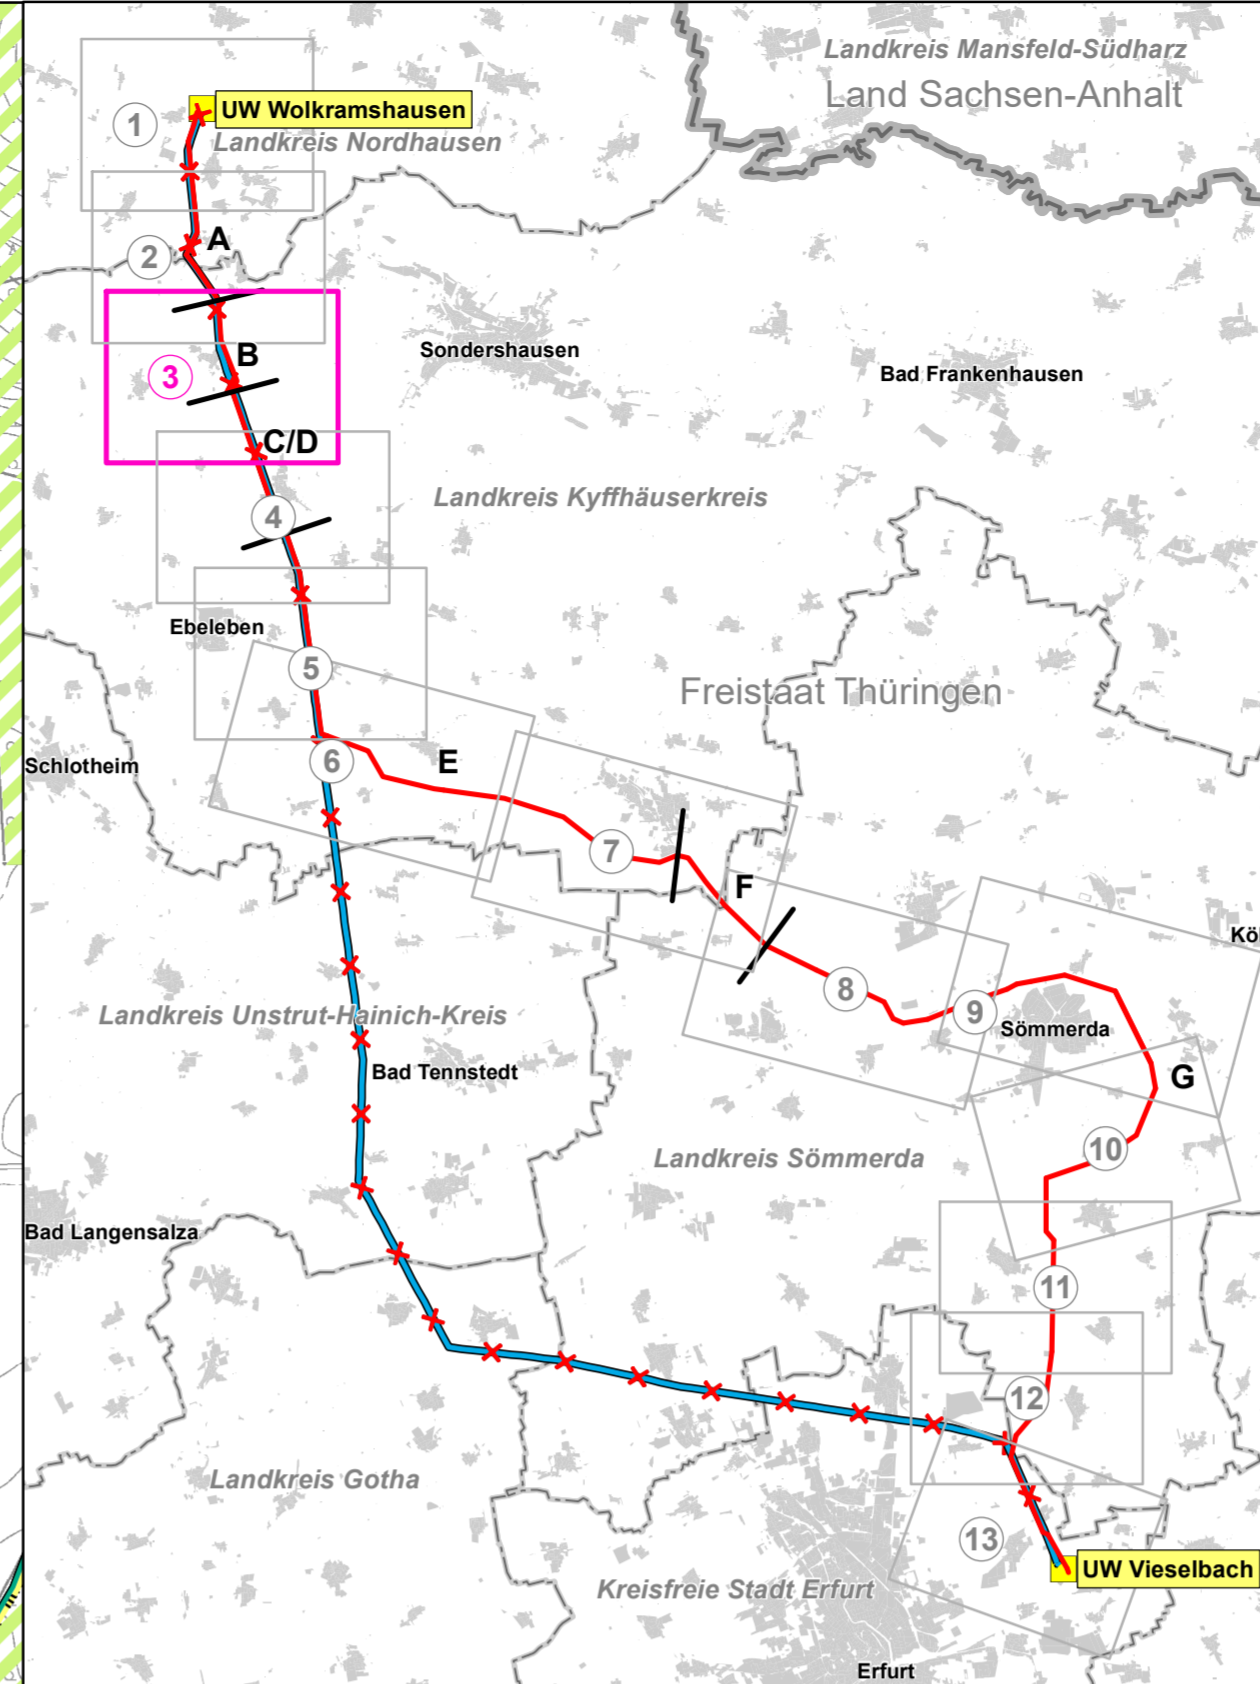 Landkreis Mansfeld-Südharz
Land Sachsen-Anhalt
UW Wolkramshausen
1
Landkreis Nordhausen
A
2
Sondershausen
B
3
Bad Frankenhausen
C/D
Landkreis Kyffhäuserkreis
4
Ebeleben
5
Freistaat Thüringen
Schlotheim
6
E
7
F
Kö
8
9
Landkreis Unstrut-Hainich-Kreis
Sömmerda
Bad Tennstedt
G
10
Landkreis Sömmerda
Bad Langensalza
11
12
Landkreis Gotha
13
UW Vieselbach
Kreisfreie Stadt Erfurt
Erfurt